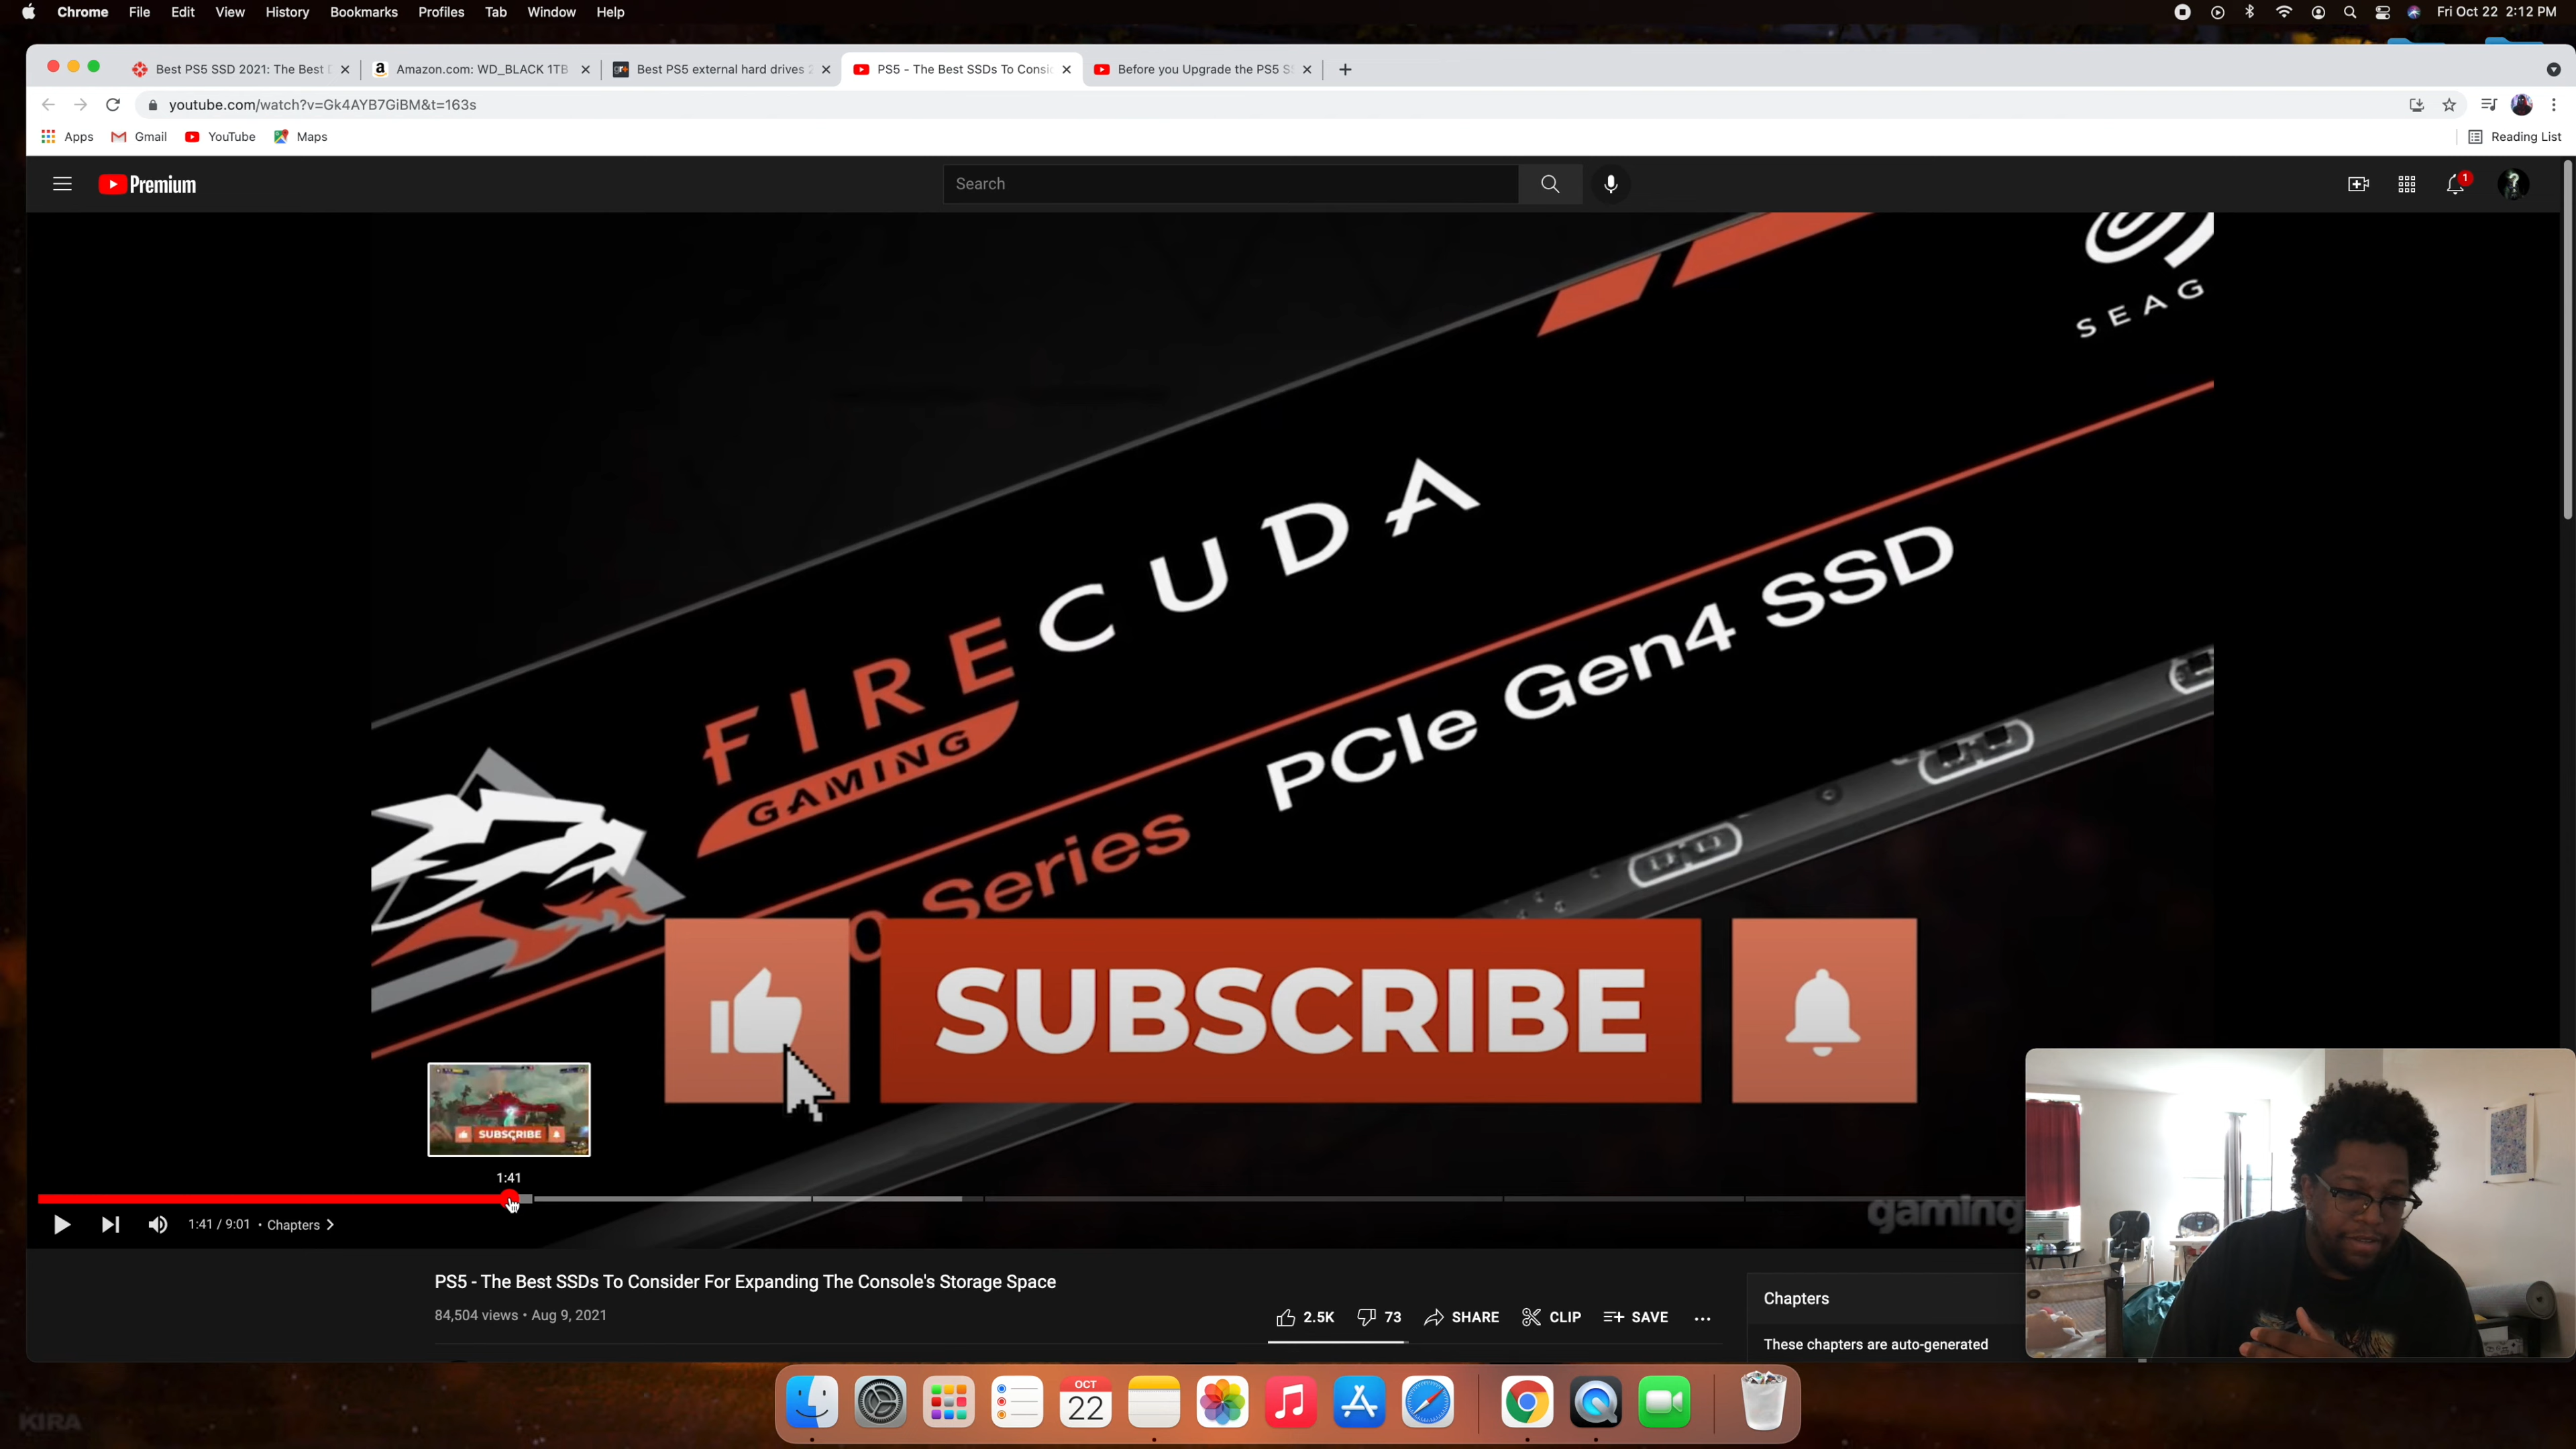 Chrome File Edit View History Bookmarks Profiles Tab Window Help Fri Oct 22 2:12 PM
Best PS5 SSD 2021: The Best Amazon.com: WD_BLACK 1TB Best PS5 external hard drives PS5 - The Best SSDs To Consi Before you Upgrade the PS5
youtube.com/watch?v=Gk4AYB7GiBM&t=163s
Apps Gmail YouTube Maps Reading List
Premium Search 1
SEAG
FIRECUDA
GAMING
PCIe Gen4 SSD
0 Series
SUBSCRIBE
SUBSCRIBE
1:41
gaming
1:41 / 9:01 • Chapters
PS5 - The Best SSDs To Consider For Expanding The Console's Storage Space
84,504 views • Aug 9, 2021
2.5K 73 SHARE CLIP SAVE
Chapters
These chapters are auto-generated
OCT
22
KIRA